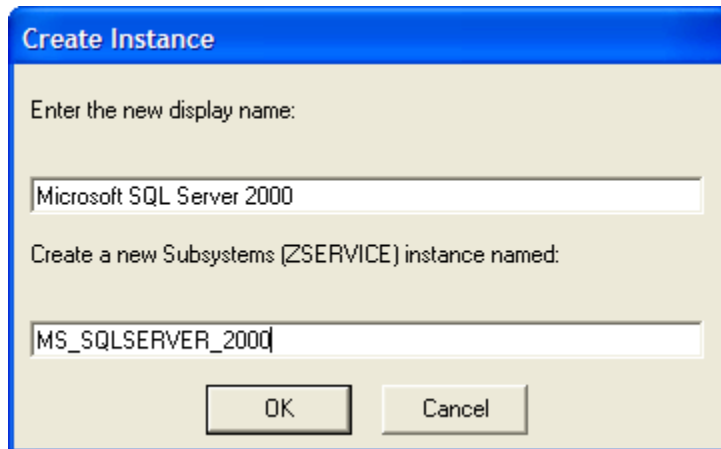 Create Instance
Enter the new display name:
Microsoft SQL Server 2000
Create a new Subsystems (ZSERVICE) instance named:
MS_SQLSERVER_2000
OK Cancel